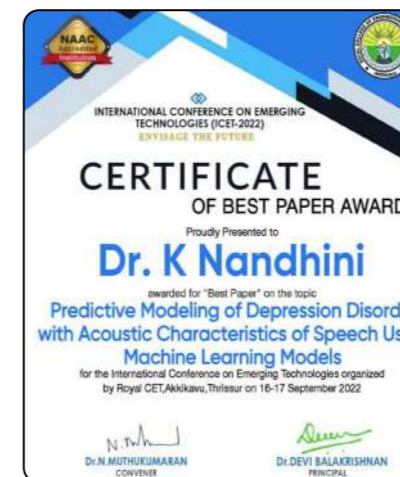 NAAC
Accredited
Institution
INTERNATIONAL CONFERENCE ON EMERGING
TECHNOLOGIES (ICET-2022)
ENVISAGE THE FUTURE
CERTIFICATE
OF BEST PAPER AWARD
Proudly Presented to
Dr. K Nandhini
awarded for "Best Paper" on the topic
Predictive Modeling of Depression Disord
with Acoustic Characteristics of Speech Us
Machine Learning Models
for the International Conference on Emerging Technologies organized
by Royal CET,Akkikavu,Thrissur on 16-17 September 2022
Dr.N.MUTHUKUMARAN
Dr.DEVI BALAKRISHNAN
CONVENER
PRINCIPAL